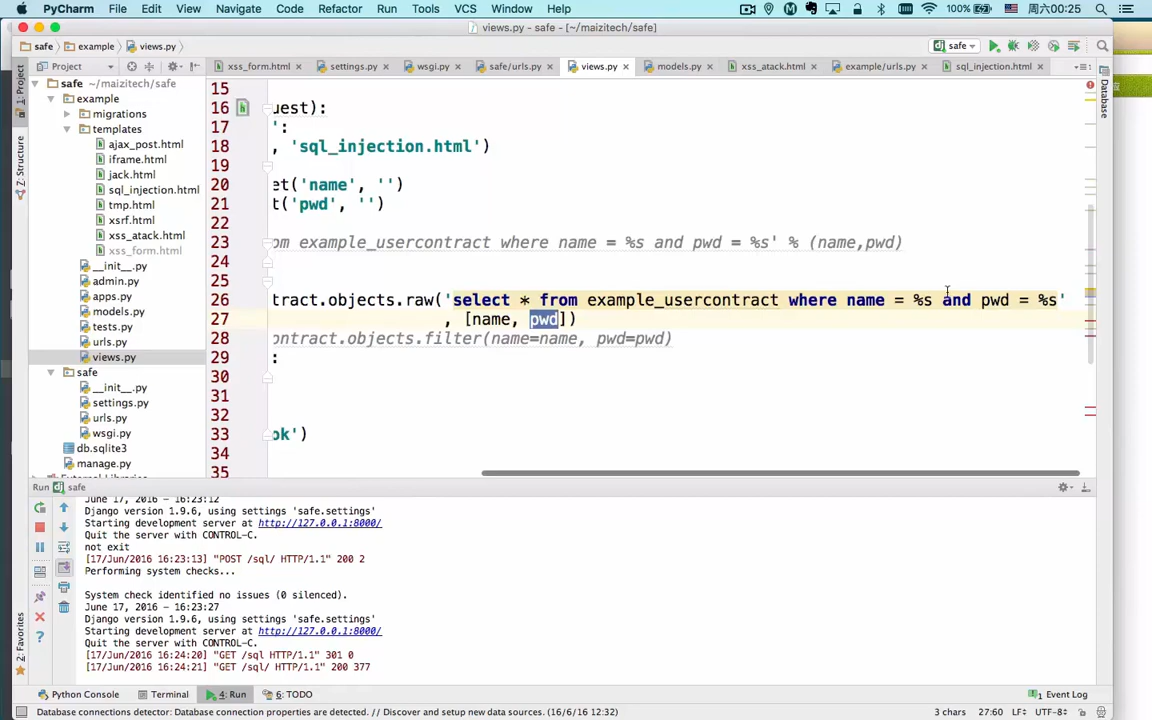 PyCharm File Edit View Navigate Code Refactor Run Tools VCS Window Help 100% 周六00:25
views.py - safe - [~/maizitech/safe]
safe example views.py safe
Project xss_form.html settings.py wsgi.py safe/urls.py views.py models.py xss_atack.html example/urls.py sql_injection.html
1: Project
7: Structure
2: Favorites
Database
safe ~/maizitech/safe
example
migrations
templates
ajax_post.html
iframe.html
jack.html
sql_injection.html
tmp.html
xsrf.html
xss_atack.html
xss_form.html
__init__.py
admin.py
apps.py
models.py
tests.py
urls.py
views.py
safe
__init__.py
settings.py
urls.py
wsgi.py
db.sqlite3
manage.py
15
16 uest):
17 ':
18 , 'sql_injection.html')
19
20 et('name', '')
21 t('pwd', '')
22
23 om example_usercontract where name = %s and pwd = %s' % (name,pwd)
24
25
26 tract.objects.raw('select * from example_usercontract where name = %s and pwd = %s'
27 , [name, pwd])
28 ontract.objects.filter(name=name, pwd=pwd)
29 :
30
31
32
33 ok')
34
35
Run safe
June 17, 2016 - 16:23:12
Django version 1.9.6, using settings 'safe.settings'
Starting development server at http://127.0.0.1:8000/
Quit the server with CONTROL-C.
not exit
[17/Jun/2016 16:23:13] "POST /sql/ HTTP/1.1" 200 2
Performing system checks...
System check identified no issues (0 silenced).
June 17, 2016 - 16:23:27
Django version 1.9.6, using settings 'safe.settings'
Starting development server at http://127.0.0.1:8000/
Quit the server with CONTROL-C.
[17/Jun/2016 16:24:20] "GET /sql HTTP/1.1" 301 0
[17/Jun/2016 16:24:21] "GET /sql/ HTTP/1.1" 200 377
Python Console Terminal 4: Run 6: TODO Event Log
Database connections detector: Database connection properties are detected. // Discover and setup new data sources. (16/6/16 12:32) 3 chars 27:60 LF UTF-8